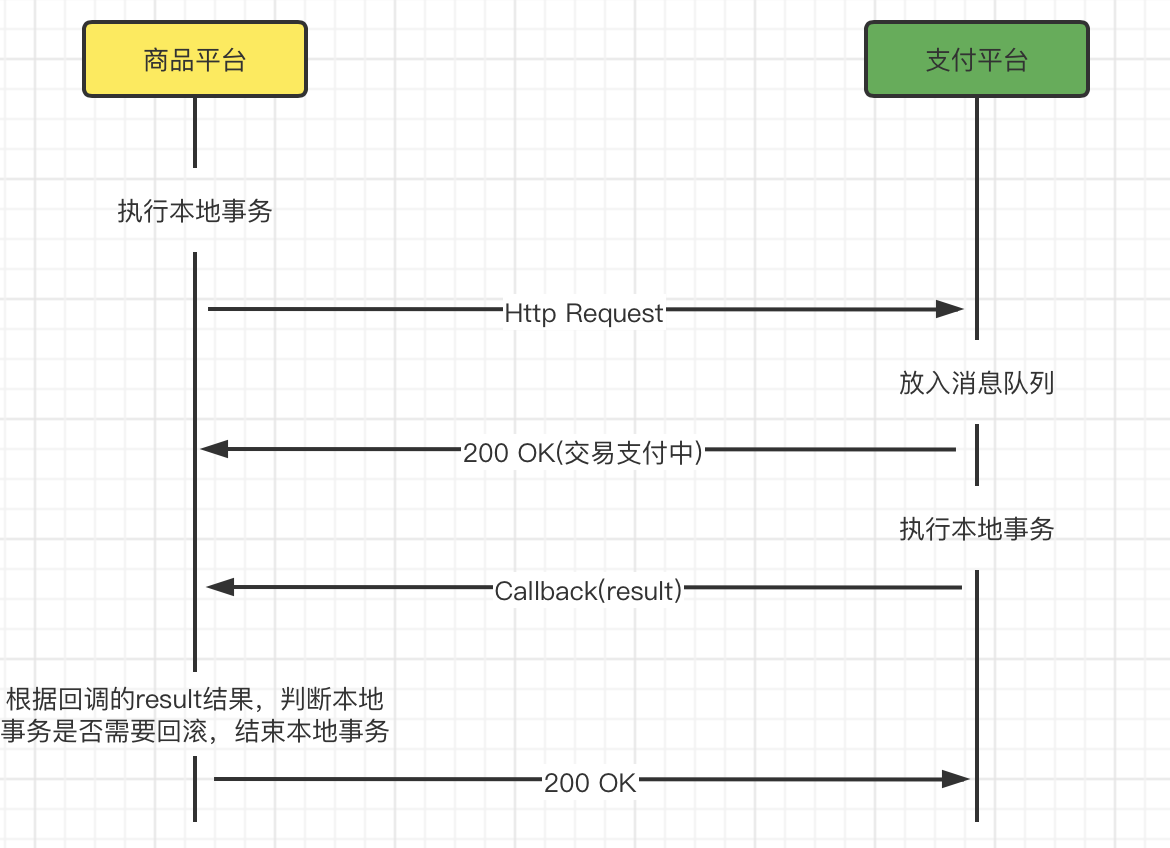 商品平台
支付平台
执行本地事务
Http Request
放入消息队列
200 OK(交易支付中)
执行本地事务
Callback(result)
根据回调的result结果，判断本地
事务是否需要回滚，结束本地事务
200 OK